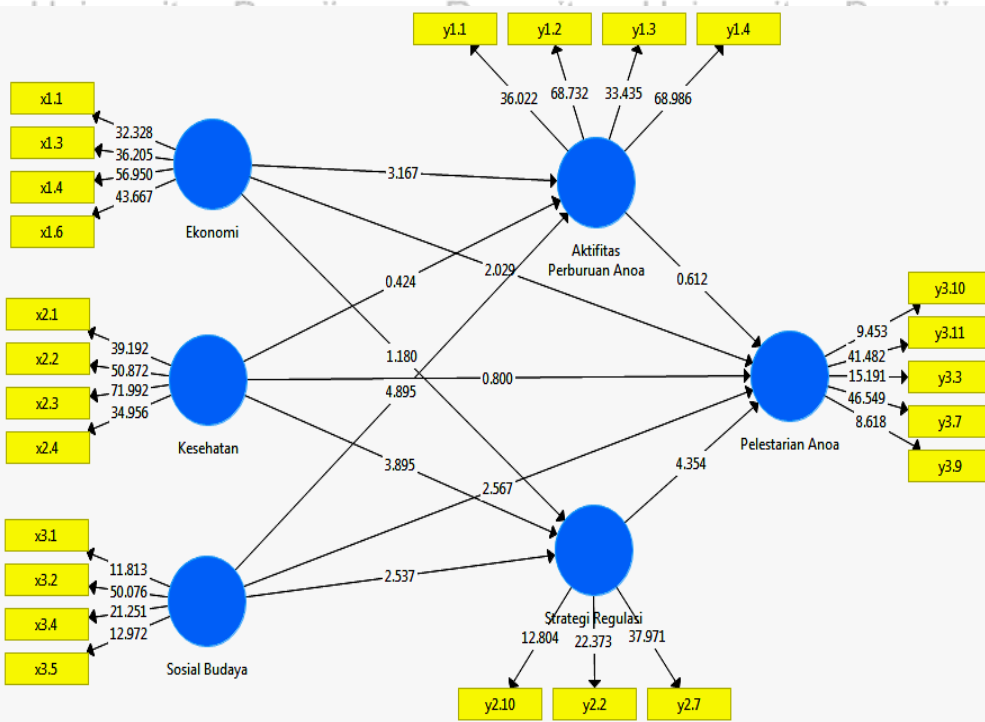 y1.1
y1.2
y1.3
y1.4
36.022
68.732
33.435
68.986
x1.1
x1.3
x1.4
x1.6
32.328
36.205
56.950
43.667
Ekonomi
3.167
Aktifitas
Perburuan Anoa
2.029
0.424
0.612
x2.1
x2.2
x2.3
x2.4
39.192
50.872
71.992
34.956
Kesehatan
1.180
4.895
0.800
3.895
y3.10
y3.11
y3.3
y3.7
y3.9
9.453
41.482
15.191
46.549
8.618
Pelestarian Anoa
4.354
2.567
x3.1
x3.2
x3.4
x3.5
11.813
50.076
21.251
12.972
Sosial Budaya
2.537
Strategi Regulasi
12.804
22.373
37.971
y2.10
y2.2
y2.7